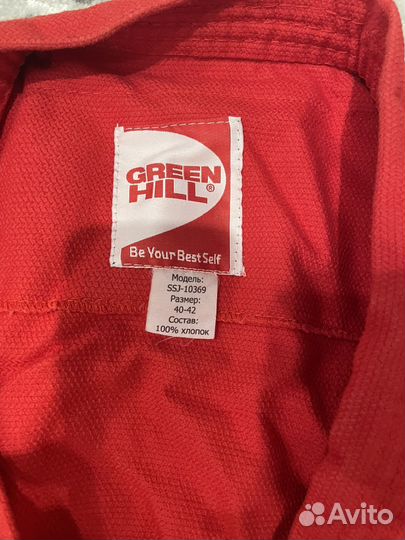 GREEN
HILL®
Be Your Best Self
Модель:
SSJ-10369
Размер:
40-42
Состав:
100% хлопок
Avito